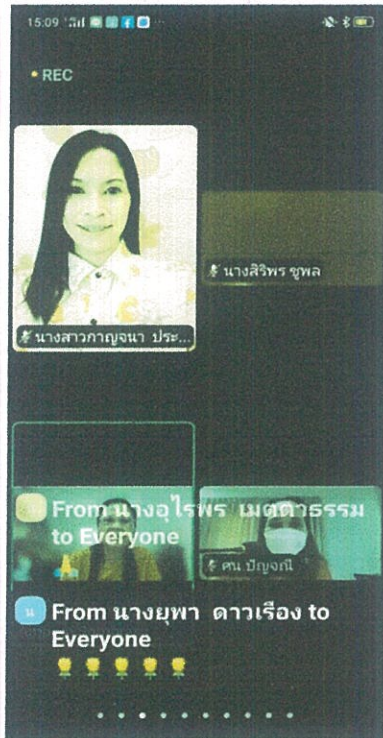 15:09
• REC
นางสิริพร ชูพล
นางสาวกาญจนา ประ...
From นางอุไรพร เมตตาธรรม
to Everyone
ศน ปัญจณี
น
From นางยุพา ดาวเรือง to
Everyone